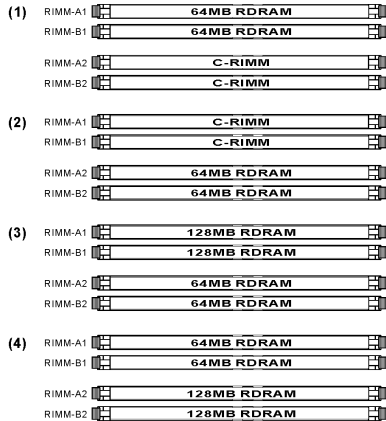 (1) RIMM-A1 64MB RDRAM
RIMM-B1 64MB RDRAM
RIMM-A2 C-RIMM
RIMM-B2 C-RIMM
(2) RIMM-A1 C-RIMM
RIMM-B1 C-RIMM
RIMM-A2 64MB RDRAM
RIMM-B2 64MB RDRAM
(3) RIMM-A1 128MB RDRAM
RIMM-B1 128MB RDRAM
RIMM-A2 64MB RDRAM
RIMM-B2 64MB RDRAM
(4) RIMM-A1 64MB RDRAM
RIMM-B1 64MB RDRAM
RIMM-A2 128MB RDRAM
RIMM-B2 128MB RDRAM